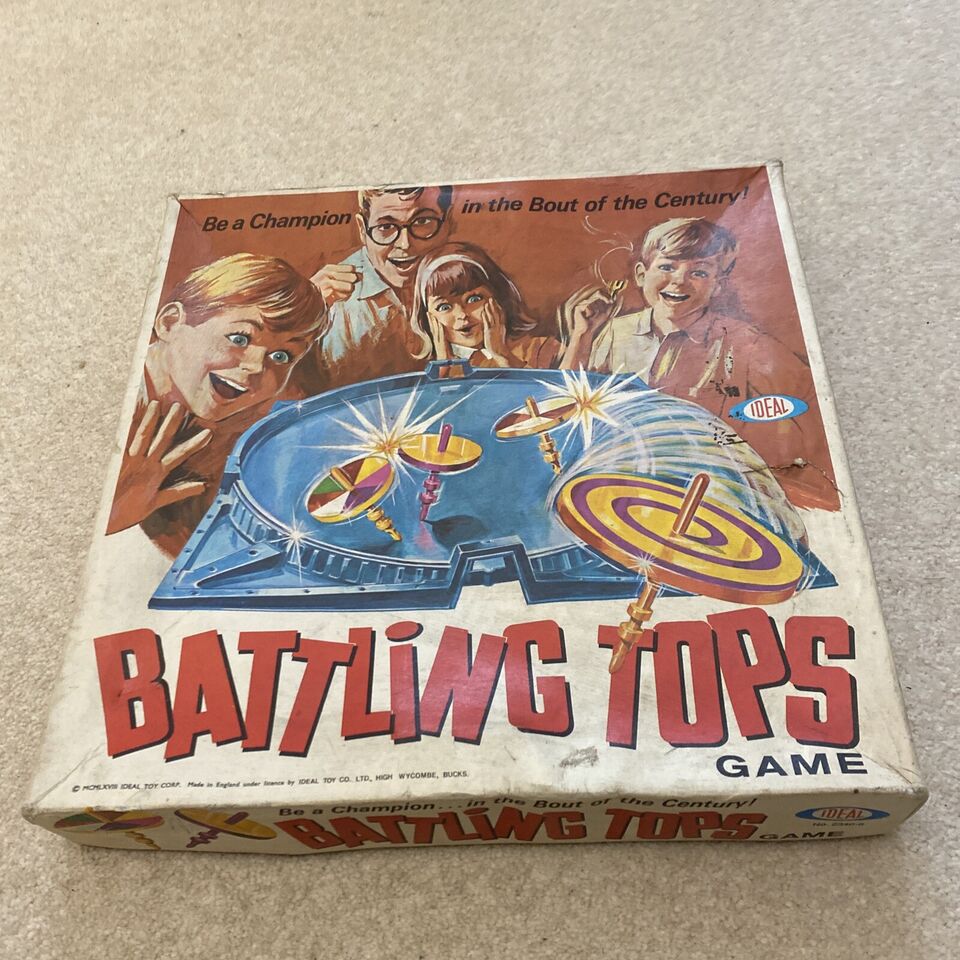 Be a Champion in the Bout of the Century!
IDEAL
BATTLiNG TOPS
GAME
© MCMLXVIII IDEAL TOY CORP. Made in England under licence by IDEAL TOY CO. LTD., HIGH WYCOMBE, BUCKS.
Be a Champion...in the Bout of the Century!
BATTLiNG TOPS GAME
IDEAL
No.